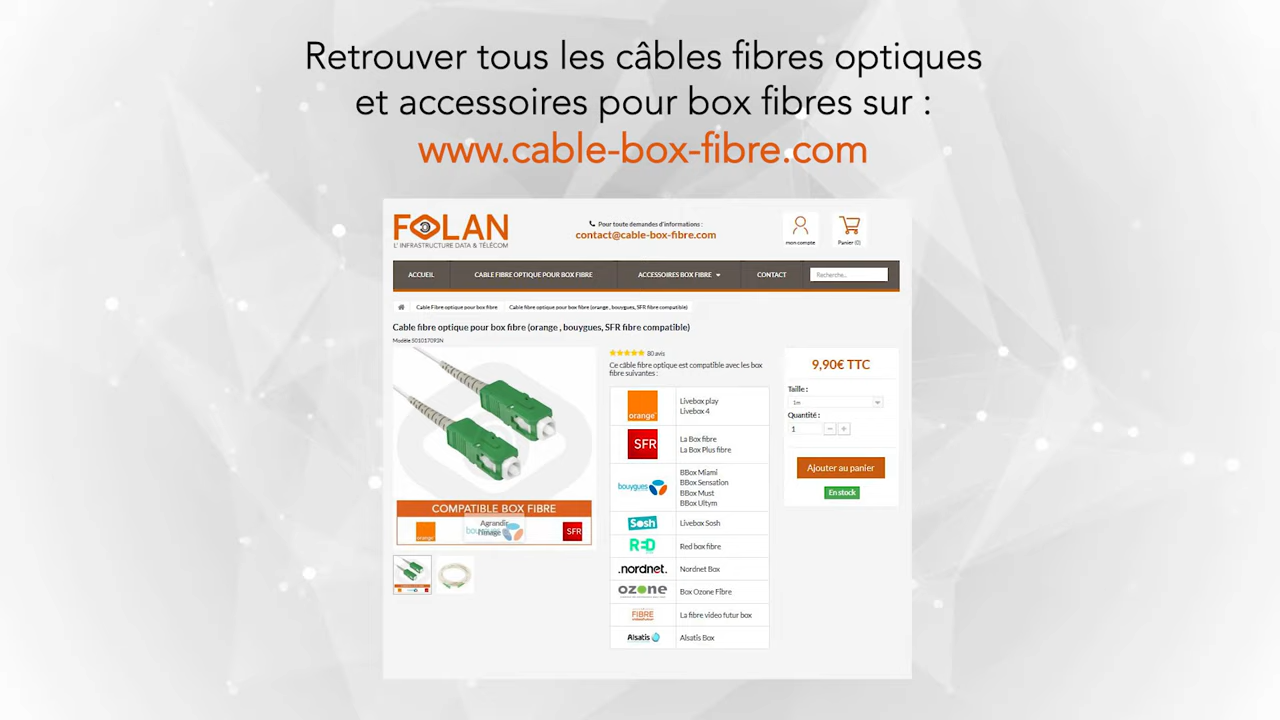 Retrouver tous les câbles fibres optiques
et accessoires pour box fibres sur :
www.cable-box-fibre.com
FOLAN
L' INFRASTRUCTURE DATA & TÉLÉCOM
Pour toute demandes d'informations :
contact@cable-box-fibre.com
mon-compte
Panier (0)
ACCUEIL
CABLE FIBRE OPTIQUE POUR BOX FIBRE
ACCESSOIRES BOX FIBRE
CONTACT
Recherche...
Cable Fibre optique pour box fibre
Cable fibre optique pour box fibre (orange , bouygues, SFR fibre compatible)
Cable fibre optique pour box fibre (orange , bouygues, SFR fibre compatible)
Modèle 501017093N
COMPATIBLE BOX FIBRE
orange
bouygues
Agrandir
l'image
SFR
80 avis
Ce câble fibre optique est compatible avec les box
fibre suivantes :
orange
Livebox play
Livebox 4
SFR
La Box fibre
La Box Plus fibre
bouygues
BBox Miami
BBox Sensation
BBox Must
BBox Ultym
Sosh
Livebox Sosh
RED
Red box fibre
.nordnet.
Nordnet Box
ozone
Box Ozone Fibre
FIBRE
La fibre video futur box
Alsatis
Alsatis Box
9,90€ TTC
Taille :
1m
Quantité :
1
Ajouter au panier
En stock